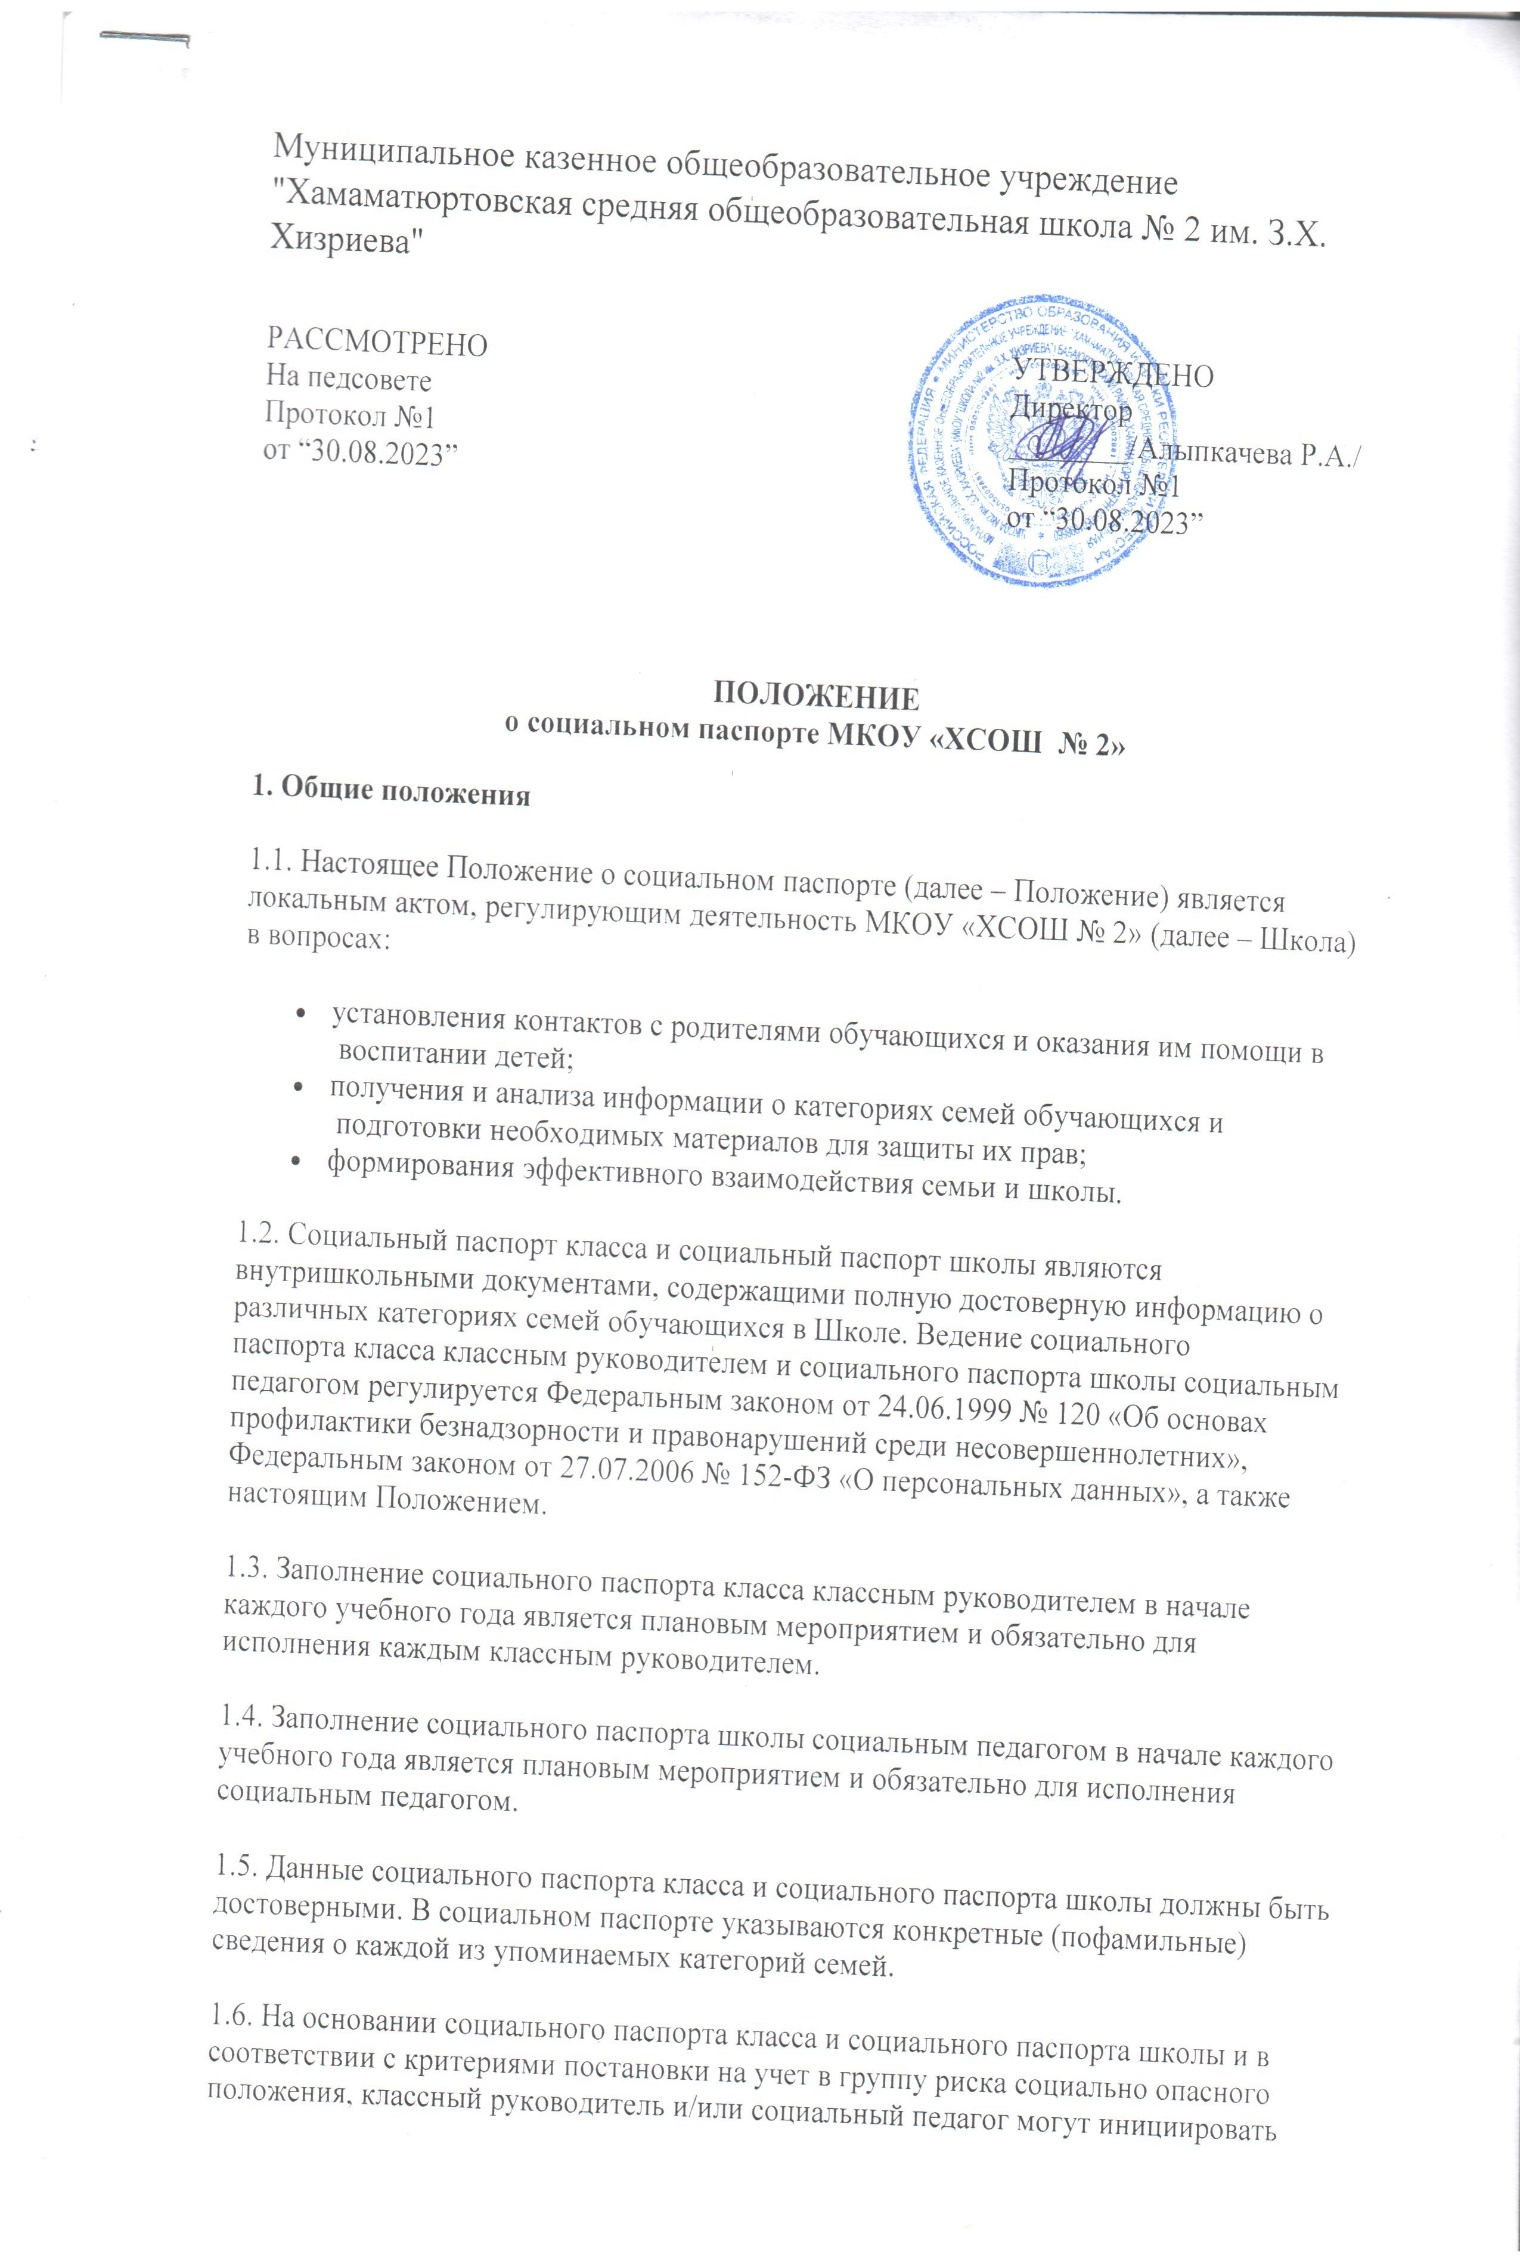 Муниципальное казенное общеобразовательное учреждение
"Хамаматюртовская средняя общеобразовательная школа № 2 им. З.Х.
Хизриева"
РАССМОТРЕНО
На педсовете
Протокол №1
от “30.08.2023”
УТВЕРЖДЕНО
Директор
/Алыпкачева Р.А./
Протокол №1
от “30.08.2023”
ПОЛОЖЕНИЕ
о социальном паспорте МКОУ «ХСОШ № 2»
1. Общие положения
1.1. Настоящее Положение о социальном паспорте (далее – Положение) является
локальным актом, регулирующим деятельность МКОУ «ХСОШ № 2» (далее – Школа)
в вопросах:
• установления контактов с родителями обучающихся и оказания им помощи в
воспитании детей;
• получения и анализа информации о категориях семей обучающихся и
подготовки необходимых материалов для защиты их прав;
• формирования эффективного взаимодействия семьи и школы.
1.2. Социальный паспорт класса и социальный паспорт школы являются
внутришкольными документами, содержащими полную достоверную информацию о
различных категориях семей обучающихся в Школе. Ведение социального
паспорта класса классным руководителем и социального паспорта школы социальным
педагогом регулируется Федеральным законом от 24.06.1999 № 120 «Об основах
профилактики безнадзорности и правонарушений среди несовершеннолетних»,
Федеральным законом от 27.07.2006 № 152-ФЗ «О персональных данных», а также
настоящим Положением.
1.3. Заполнение социального паспорта класса классным руководителем в начале
каждого учебного года является плановым мероприятием и обязательно для
исполнения каждым классным руководителем.
1.4. Заполнение социального паспорта школы социальным педагогом в начале каждого
учебного года является плановым мероприятием и обязательно для исполнения
социальным педагогом.
1.5. Данные социального паспорта класса и социального паспорта школы должны быть
достоверными. В социальном паспорте указываются конкретные (пофамильные)
сведения о каждой из упоминаемых категорий семей.
1.6. На основании социального паспорта класса и социального паспорта школы и в
соответствии с критериями постановки на учет в группу риска социально опасного
положения, классный руководитель и/или социальный педагог могут инициировать